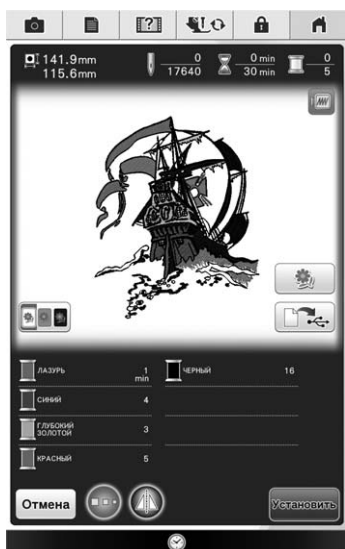 141.9mm
115.6mm
0
17640
0 min
30 min
0
5
ЛАЗУРЬ 1 min
СИНИЙ 4
ГЛУБОКИЙ ЗОЛОТОЙ 3
КРАСНЫЙ 5
ЧЕРНЫЙ 16
Отмена
Установить